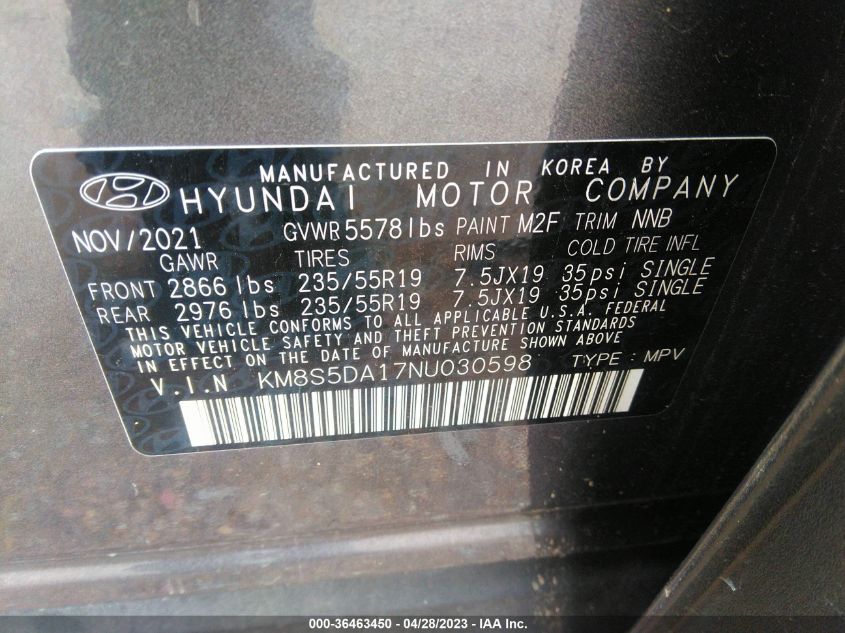 MANUFACTURED IN KOREA BY
HYUNDAI MOTOR COMPANY
NOV/2021 GVWR 5578 lbs PAINT M2F TRIM NNB
GAWR TIRES RIMS COLD TIRE INFL
FRONT 2866 lbs 235/55R19 7.5JX19 35psi SINGLE
REAR 2976 lbs 235/55R19 7.5JX19 35psi SINGLE
THIS VEHICLE CONFORMS TO ALL APPLICABLE U.S.A. FEDERAL
MOTOR VEHICLE SAFETY AND THEFT PREVENTION STANDARDS
IN EFFECT ON THE DATE OF MANUFACTURE SHOWN ABOVE
V.I.N KM8S5DA17NU030598 TYPE : MPV
000-36463450 - 04/28/2023 - IAA Inc.